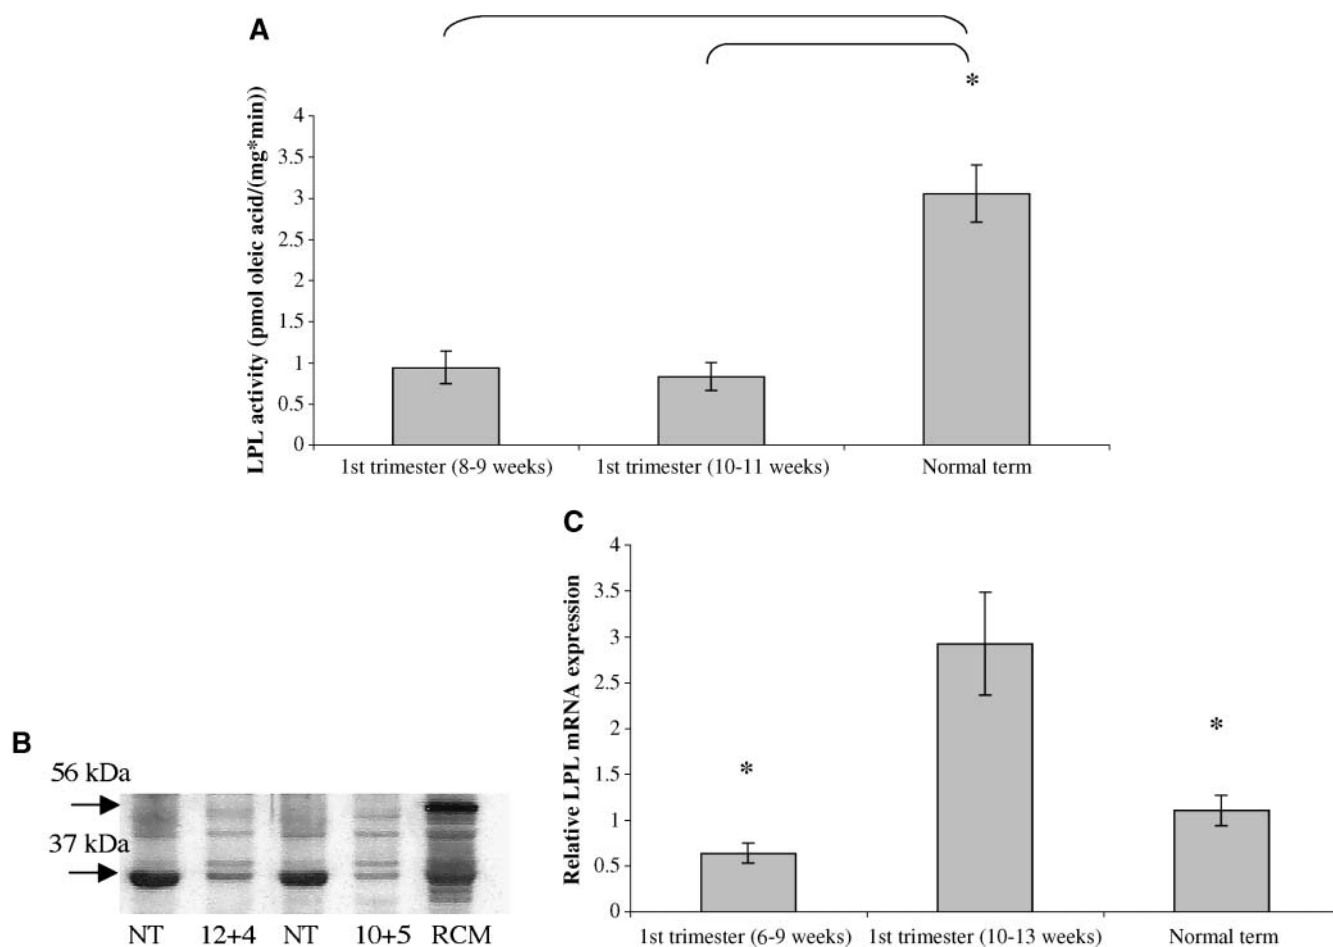 A
*
LPL activity (pmol oleic acid/(mg*min))
4
3.5
3
2.5
2
1.5
1
0.5
0
1st trimester (8-9 weeks) 1st trimester (10-11 weeks) Normal term
B
56 kDa
37 kDa
NT 12+4 NT 10+5 RCM
C
Relative LPL mRNA expression
4
3.5
3
2.5
2
1.5
1
0.5
0
*
*
1st trimester (6-9 weeks) 1st trimester (10-13 weeks) Normal term